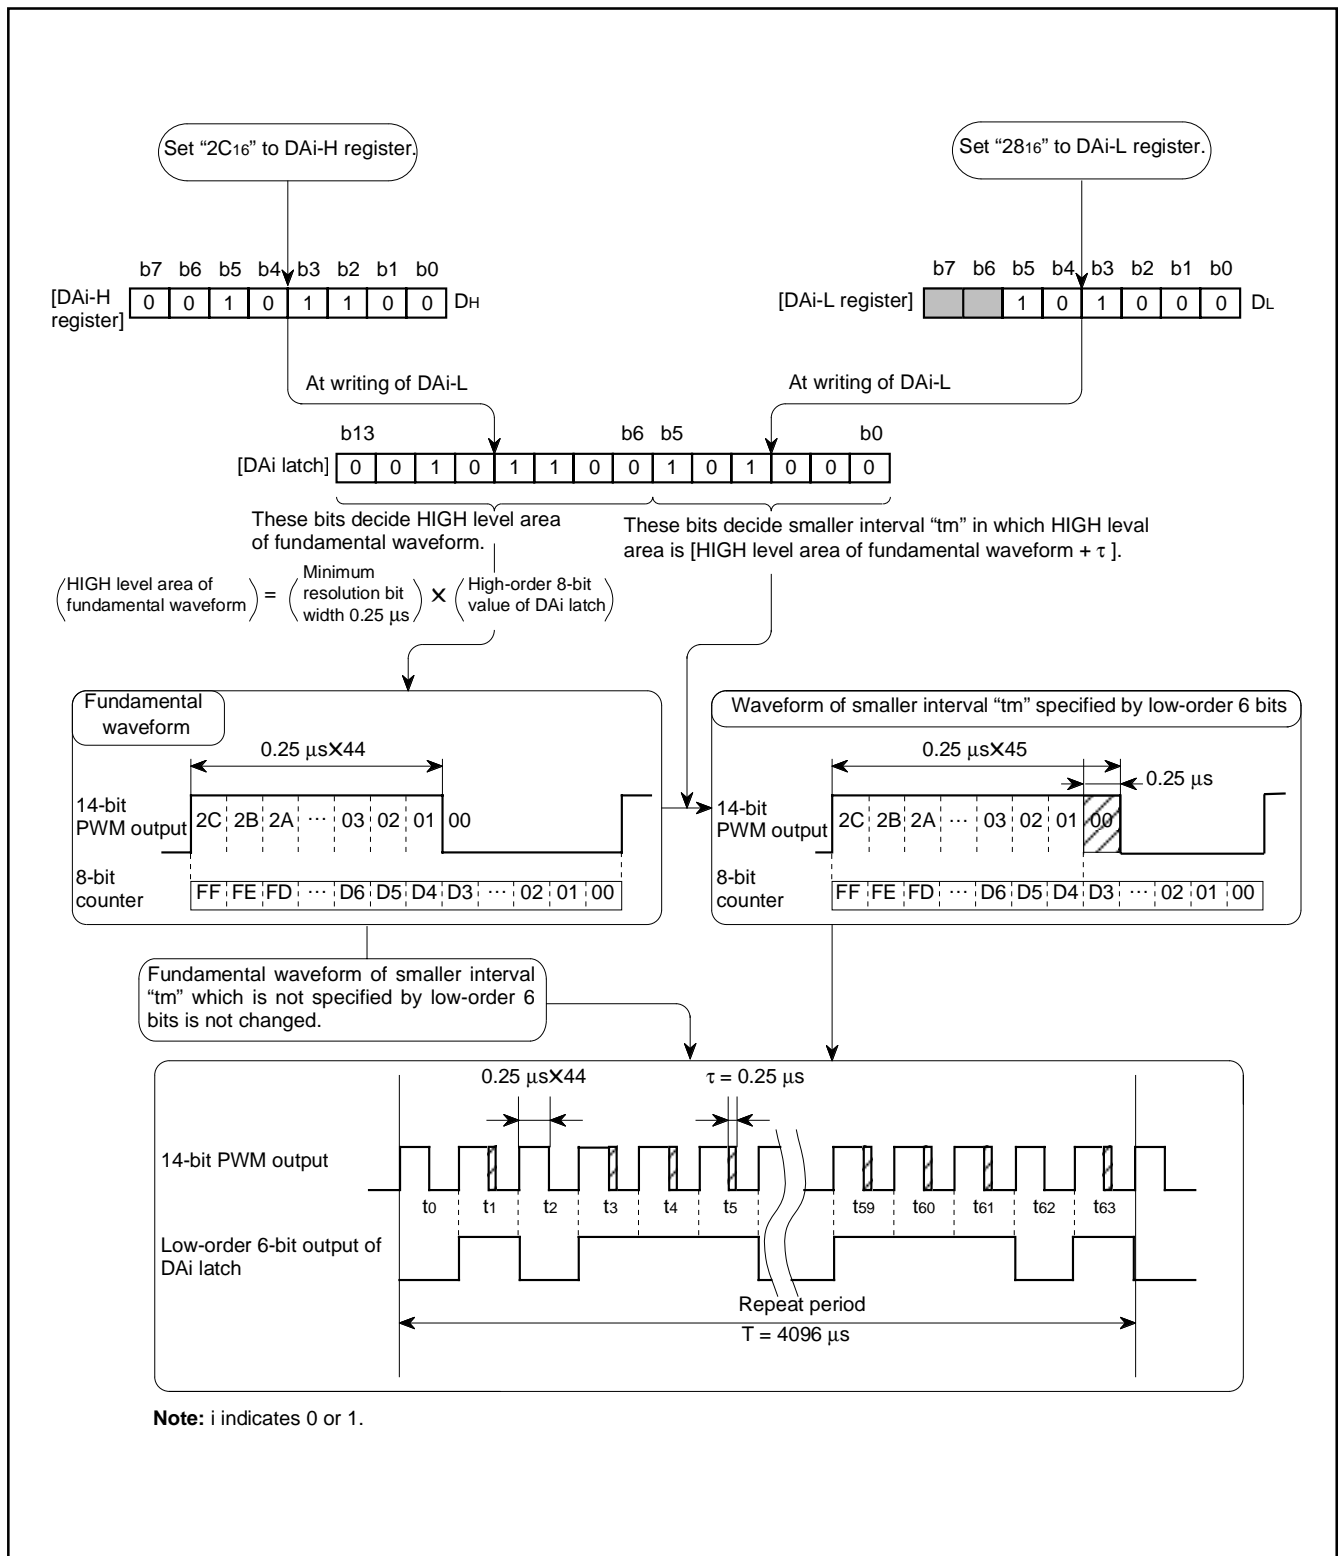 Set “2C16” to DAi-H register.
Set “2816” to DAi-L register.
b7 b6 b5 b4 b3 b2 b1 b0
[DAi-H register] 0 0 1 0 1 1 0 0 DH
b7 b6 b5 b4 b3 b2 b1 b0
[DAi-L register] 1 0 1 0 0 0 DL
At writing of DAi-L
At writing of DAi-L
b13 b6 b5 b0
[DAi latch] 0 0 1 0 1 1 0 0 1 0 1 0 0 0
These bits decide HIGH level area
of fundamental waveform.
These bits decide smaller interval “tm” in which HIGH leval
area is [HIGH level area of fundamental waveform + τ ].
(HIGH level area of fundamental waveform) = (Minimum resolution bit width 0.25 μs) × (High-order 8-bit value of DAi latch)
Fundamental
waveform
0.25 μs×44
14-bit
PWM output
2C 2B 2A ··· 03 02 01 00
8-bit
counter
FF FE FD ··· D6 D5 D4 D3 ··· 02 01 00
Waveform of smaller interval “tm” specified by low-order 6 bits
0.25 μs×45
0.25 μs
14-bit
PWM output
2C 2B 2A ··· 03 02 01 00
8-bit
counter
FF FE FD ··· D6 D5 D4 D3 ··· 02 01 00
Fundamental waveform of smaller interval
“tm” which is not specified by low-order 6
bits is not changed.
0.25 μs×44
τ = 0.25 μs
14-bit PWM output
t0 t1 t2 t3 t4 t5 t59 t60 t61 t62 t63
Low-order 6-bit output of
DAi latch
Repeat period
T = 4096 μs
Note: i indicates 0 or 1.